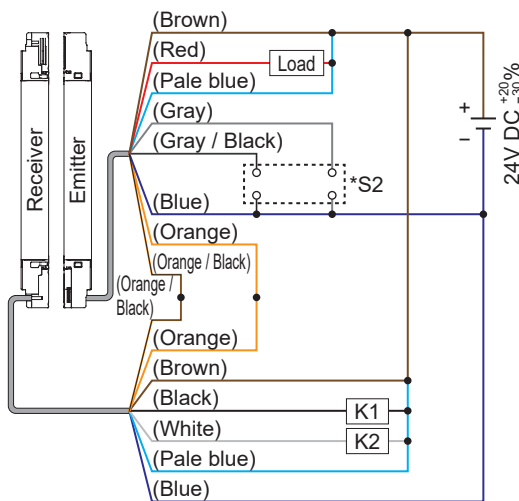 (Brown)
(Red)
Load
(Pale blue)
(Gray)
(Gray / Black)
*S2
(Blue)
(Orange)
(Orange / Black)
(Orange /
Black)
(Orange)
(Brown)
(Black)
K1
(White)
K2
(Pale blue)
(Blue)
Receiver
Emitter
+
−
24V DC +20 −30 %